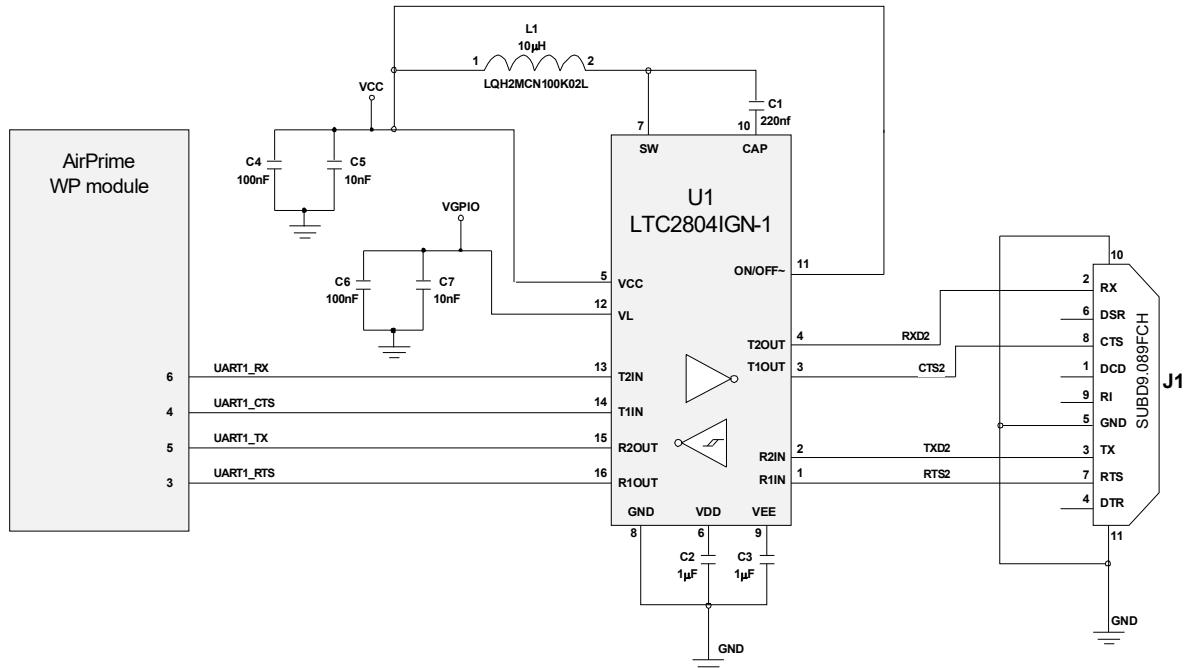 L1
10µH
1
2
LQH2MCN100K02L
VCC
C1
220nf
7
10
SW
CAP
AirPrime
WP module
C4
100nF
C5
10nF
VGPIO
U1
LTC2804IGN-1
C6
100nF
C7
10nF
5
VCC
12
VL
ON/OFF~
11
10
2
RX
6
DSR
T2OUT
4
RXD2
8
CTS
T1OUT
3
CTS2
1
DCD
9
RI
5
GND
SUBD9.089FCH
J1
6
UART1_RX
13
T2IN
4
UART1_CTS
14
T1IN
5
UART1_TX
15
R2OUT
R2IN
2
TXD2
3
TX
3
UART1_RTS
16
R1OUT
R1IN
1
RTS2
7
RTS
4
DTR
GND
VDD
VEE
8
6
9
11
C2
1µF
C3
1µF
GND
GND